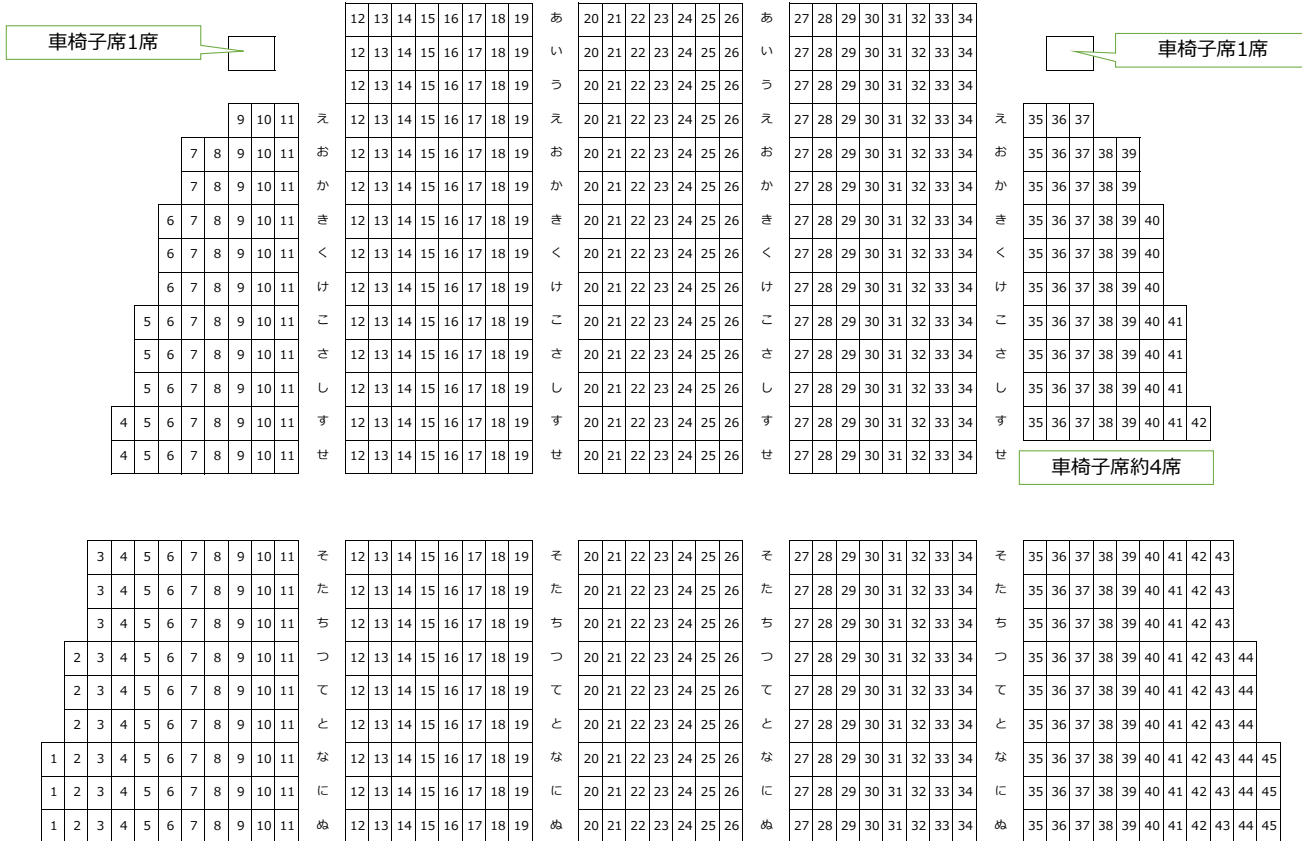 12 13 14 15 16 17 18 19 あ 20 21 22 23 24 25 26 あ 27 28 29 30 31 32 33 34
車椅子席1席 12 13 14 15 16 17 18 19 い 20 21 22 23 24 25 26 い 27 28 29 30 31 32 33 34 車椅子席1席
12 13 14 15 16 17 18 19 う 20 21 22 23 24 25 26 う 27 28 29 30 31 32 33 34
9 10 11 え 12 13 14 15 16 17 18 19 え 20 21 22 23 24 25 26 え 27 28 29 30 31 32 33 34 え 35 36 37
7 8 9 10 11 お 12 13 14 15 16 17 18 19 お 20 21 22 23 24 25 26 お 27 28 29 30 31 32 33 34 お 35 36 37 38 39
7 8 9 10 11 か 12 13 14 15 16 17 18 19 か 20 21 22 23 24 25 26 か 27 28 29 30 31 32 33 34 か 35 36 37 38 39
6 7 8 9 10 11 き 12 13 14 15 16 17 18 19 き 20 21 22 23 24 25 26 き 27 28 29 30 31 32 33 34 き 35 36 37 38 39 40
6 7 8 9 10 11 く 12 13 14 15 16 17 18 19 く 20 21 22 23 24 25 26 く 27 28 29 30 31 32 33 34 く 35 36 37 38 39 40
6 7 8 9 10 11 け 12 13 14 15 16 17 18 19 け 20 21 22 23 24 25 26 け 27 28 29 30 31 32 33 34 け 35 36 37 38 39 40
5 6 7 8 9 10 11 こ 12 13 14 15 16 17 18 19 こ 20 21 22 23 24 25 26 こ 27 28 29 30 31 32 33 34 こ 35 36 37 38 39 40 41
5 6 7 8 9 10 11 さ 12 13 14 15 16 17 18 19 さ 20 21 22 23 24 25 26 さ 27 28 29 30 31 32 33 34 さ 35 36 37 38 39 40 41
5 6 7 8 9 10 11 し 12 13 14 15 16 17 18 19 し 20 21 22 23 24 25 26 し 27 28 29 30 31 32 33 34 し 35 36 37 38 39 40 41
4 5 6 7 8 9 10 11 す 12 13 14 15 16 17 18 19 す 20 21 22 23 24 25 26 す 27 28 29 30 31 32 33 34 す 35 36 37 38 39 40 41 42
4 5 6 7 8 9 10 11 せ 12 13 14 15 16 17 18 19 せ 20 21 22 23 24 25 26 せ 27 28 29 30 31 32 33 34 せ 車椅子席約4席
3 4 5 6 7 8 9 10 11 そ 12 13 14 15 16 17 18 19 そ 20 21 22 23 24 25 26 そ 27 28 29 30 31 32 33 34 そ 35 36 37 38 39 40 41 42 43
3 4 5 6 7 8 9 10 11 た 12 13 14 15 16 17 18 19 た 20 21 22 23 24 25 26 た 27 28 29 30 31 32 33 34 た 35 36 37 38 39 40 41 42 43
3 4 5 6 7 8 9 10 11 ち 12 13 14 15 16 17 18 19 ち 20 21 22 23 24 25 26 ち 27 28 29 30 31 32 33 34 ち 35 36 37 38 39 40 41 42 43
2 3 4 5 6 7 8 9 10 11 つ 12 13 14 15 16 17 18 19 つ 20 21 22 23 24 25 26 つ 27 28 29 30 31 32 33 34 つ 35 36 37 38 39 40 41 42 43 44
2 3 4 5 6 7 8 9 10 11 て 12 13 14 15 16 17 18 19 て 20 21 22 23 24 25 26 て 27 28 29 30 31 32 33 34 て 35 36 37 38 39 40 41 42 43 44
2 3 4 5 6 7 8 9 10 11 と 12 13 14 15 16 17 18 19 と 20 21 22 23 24 25 26 と 27 28 29 30 31 32 33 34 と 35 36 37 38 39 40 41 42 43 44
1 2 3 4 5 6 7 8 9 10 11 な 12 13 14 15 16 17 18 19 な 20 21 22 23 24 25 26 な 27 28 29 30 31 32 33 34 な 35 36 37 38 39 40 41 42 43 44 45
1 2 3 4 5 6 7 8 9 10 11 に 12 13 14 15 16 17 18 19 に 20 21 22 23 24 25 26 に 27 28 29 30 31 32 33 34 に 35 36 37 38 39 40 41 42 43 44 45
1 2 3 4 5 6 7 8 9 10 11 ぬ 12 13 14 15 16 17 18 19 ぬ 20 21 22 23 24 25 26 ぬ 27 28 29 30 31 32 33 34 ぬ 35 36 37 38 39 40 41 42 43 44 45